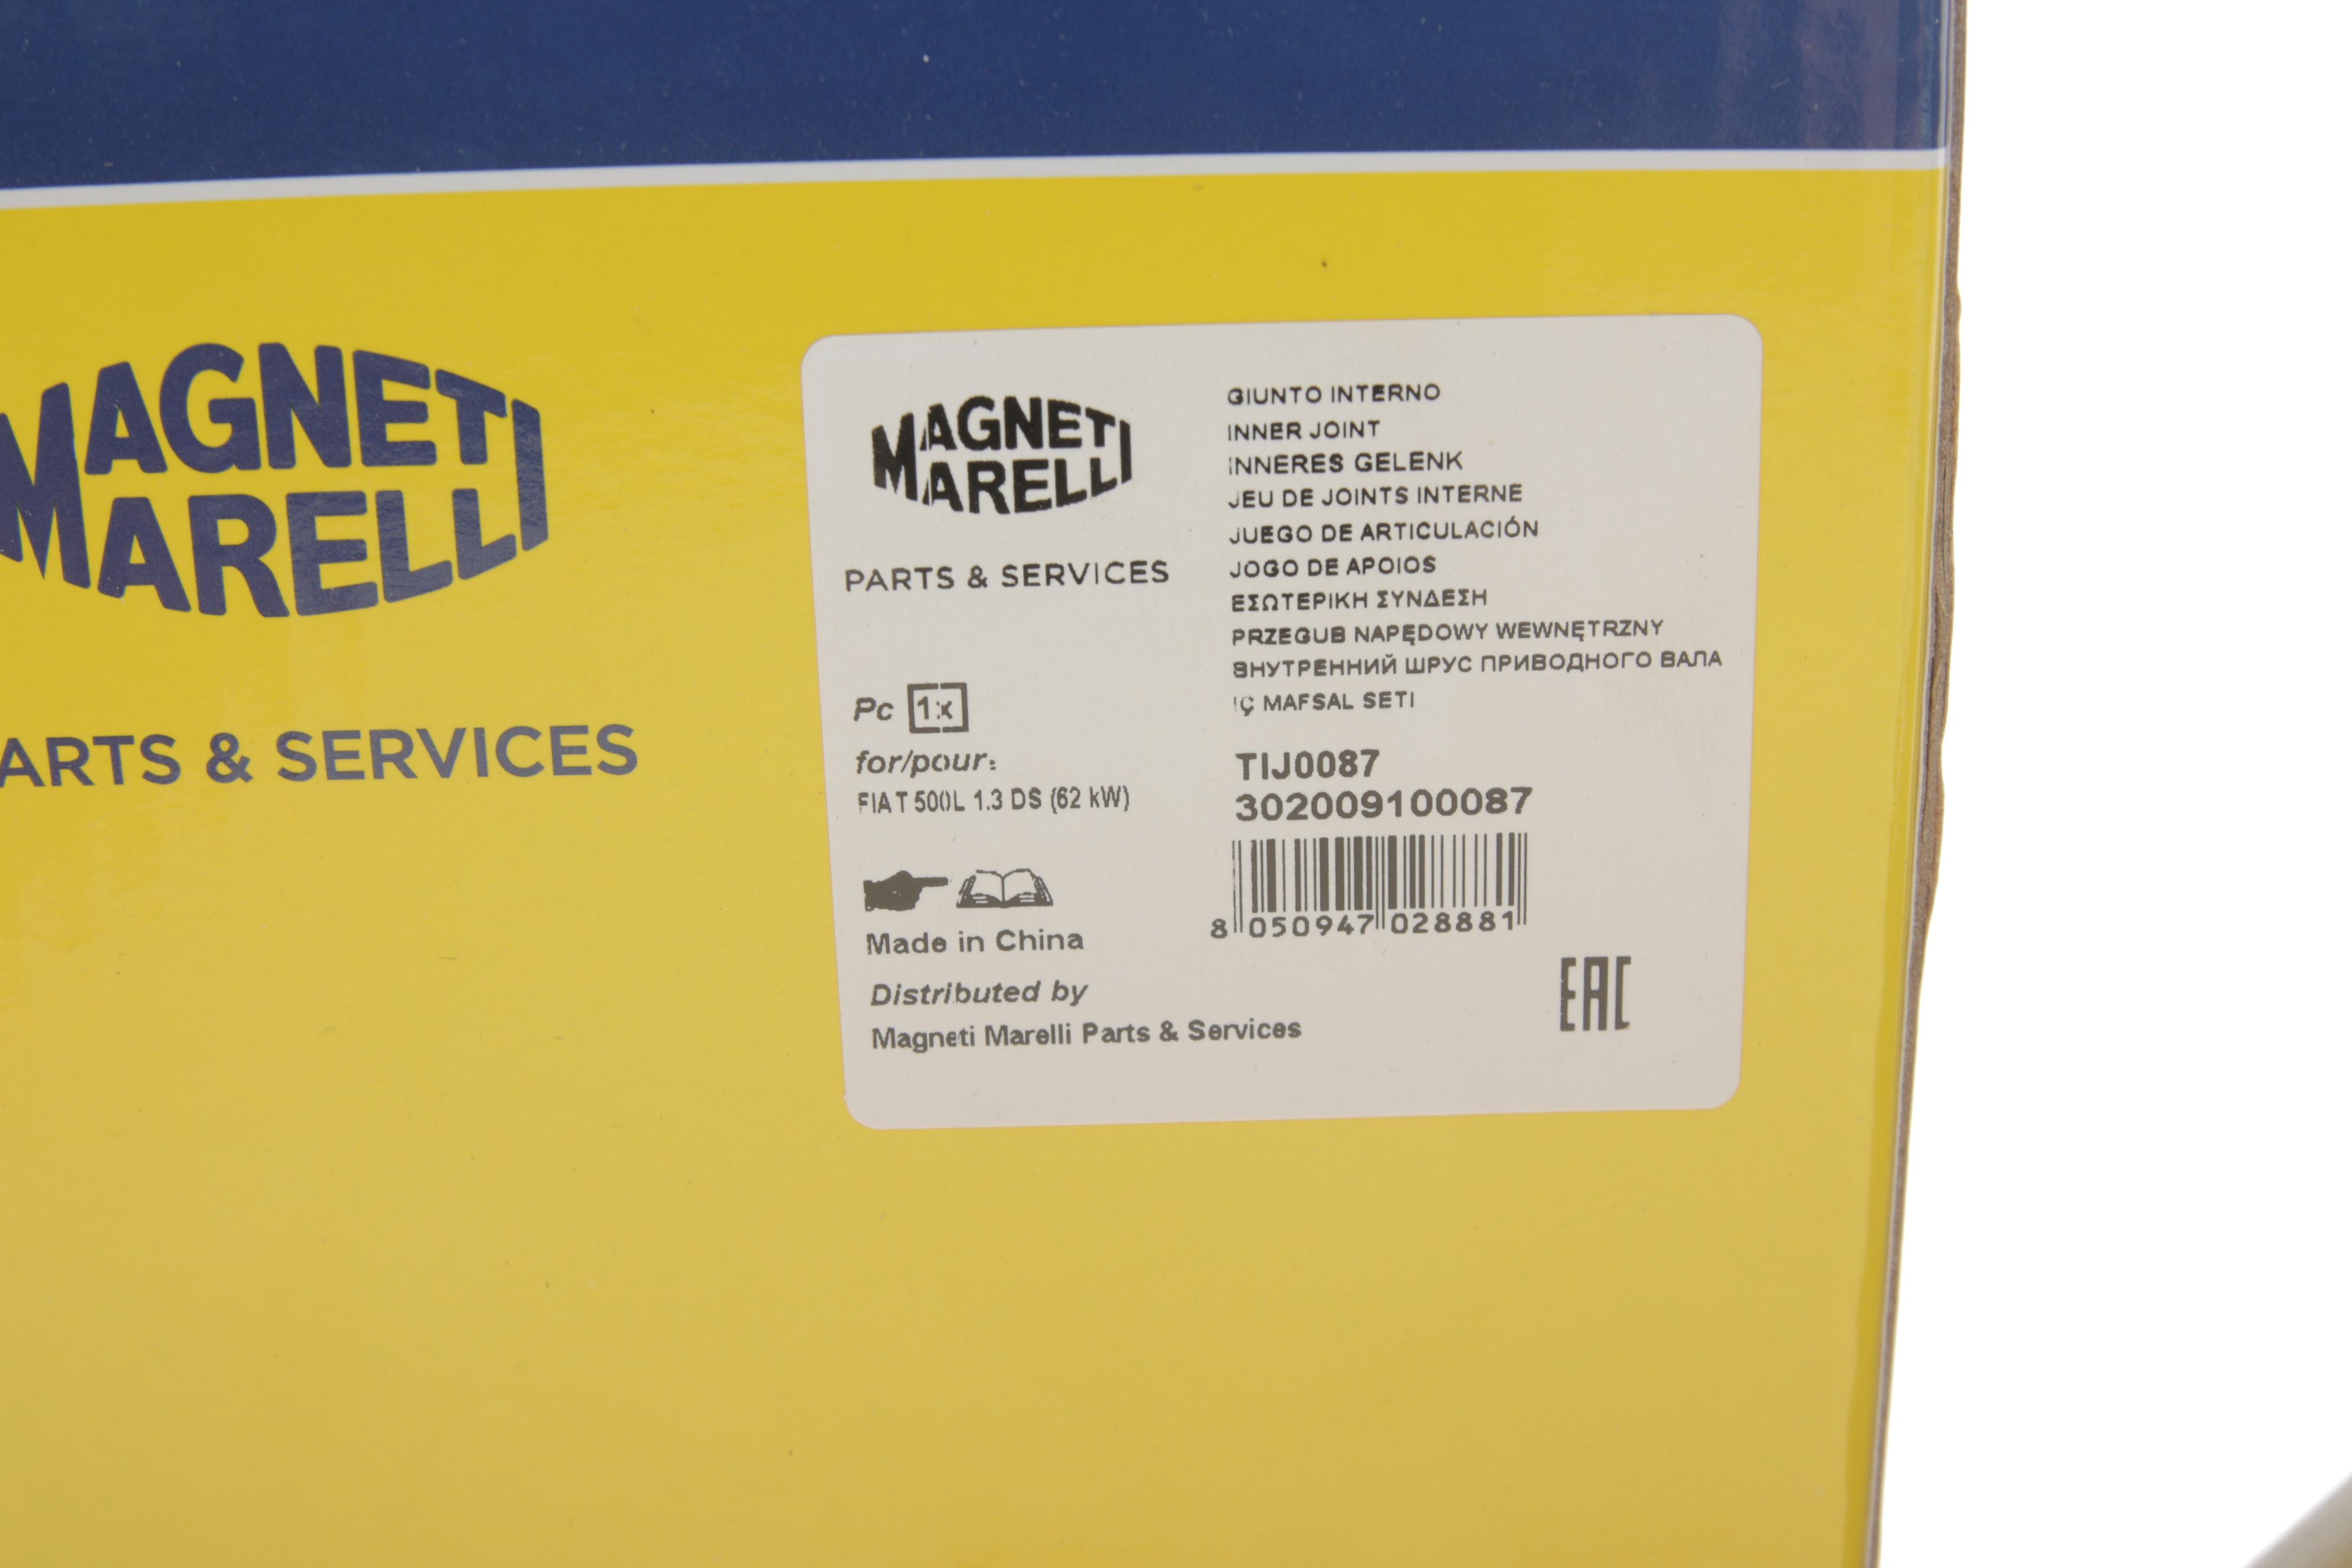 MAGNETI
MARELLI
PARTS & SERVICES
MAGNETI
MARELLI
PARTS & SERVICES
Pc 1x
for/pour:
FIAT 500L 1.3 DS (62 kW)
Made in China
Distributed by
Magneti Marelli Parts & Services
GIUNTO INTERNO
INNER JOINT
INNERES GELENK
JEU DE JOINTS INTERNE
JUEGO DE ARTICULACIÓN
JOGO DE APOIOS
ΕΣΩΤΕΡΙΚΗ ΣΥΝΔΕΣΗ
PRZEGUB NAPĘDOWY WEWNĘTRZNY
ВНУТРЕННИЙ ШРУС ПРИВОДНОГО ВАЛА
İÇ MAFSAL SETİ
TIJ0087
302009100087
8 050947 028881
EAC